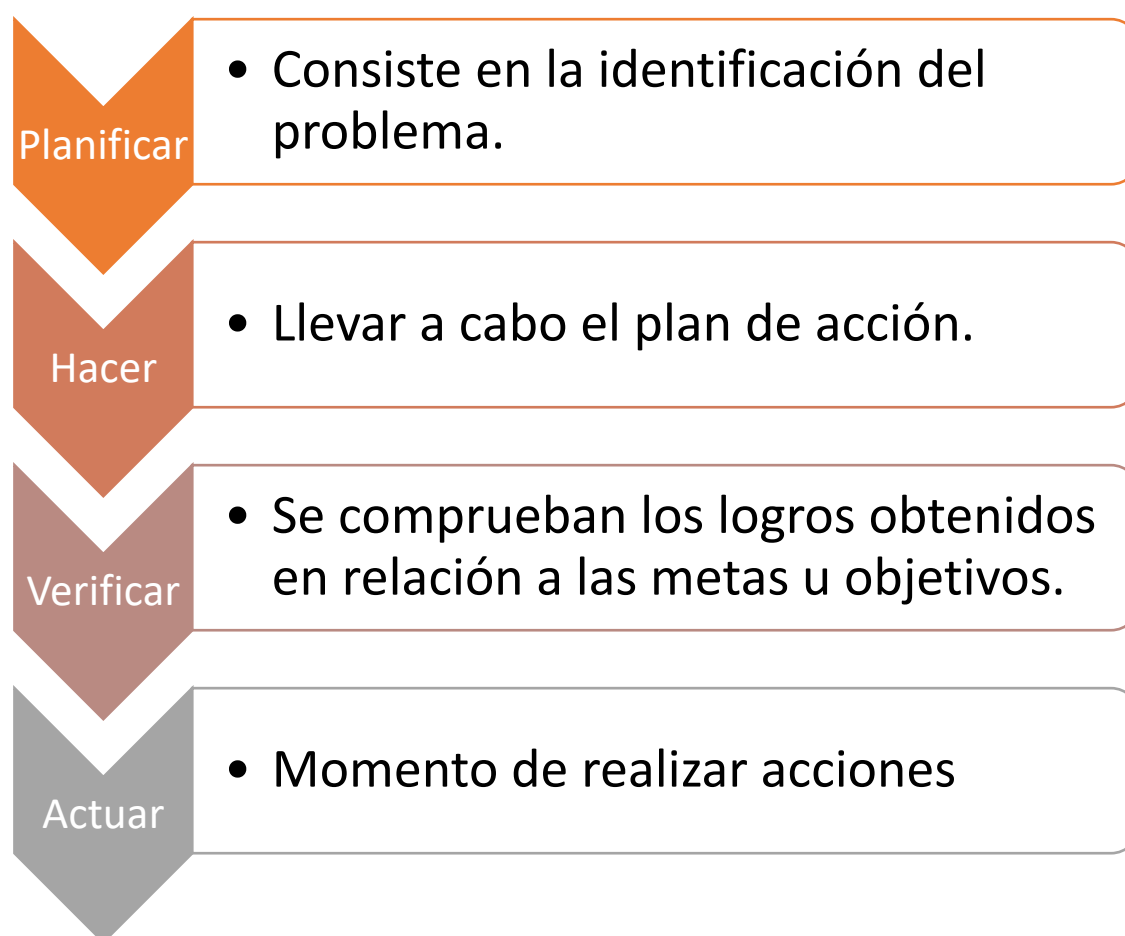 Planificar
• Consiste en la identificación del
problema.
Hacer
• Llevar a cabo el plan de acción.
Verificar
• Se comprueban los logros obtenidos
en relación a las metas u objetivos.
Actuar
• Momento de realizar acciones